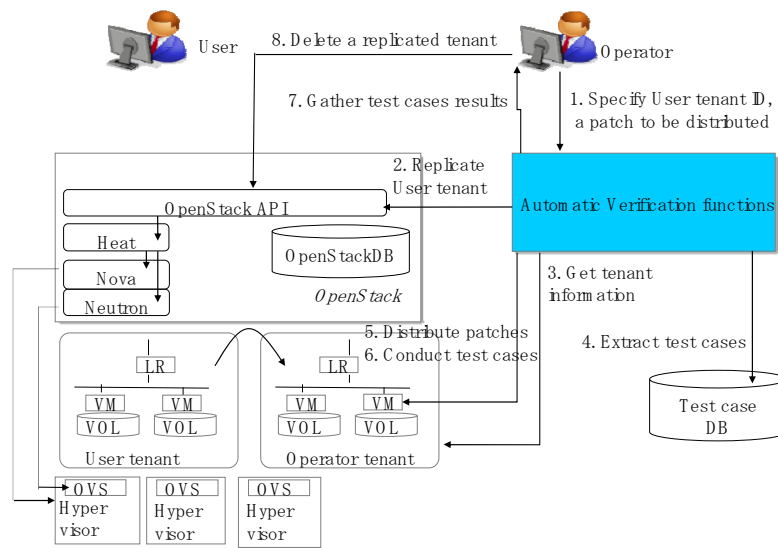 User
8. Delete a replicated tenant
Operator
7. Gather test cases results
1. Specify User tenant ID,
a patch to be distributed
2. Replicate
User tenant
OpenStack API
Automatic Verification functions
Heat
OpenStackDB
Nova
OpenStack
Neutron
3. Get tenant
information
5. Distribute patches
6. Conduct test cases
4. Extract test cases
LR
LR
VM
VM
VM
VM
VOL
VOL
VOL
VOL
Test case
DB
User tenant
Operator tenant
OVS
Hyper
visor
OVS
Hyper
visor
OVS
Hyper
visor